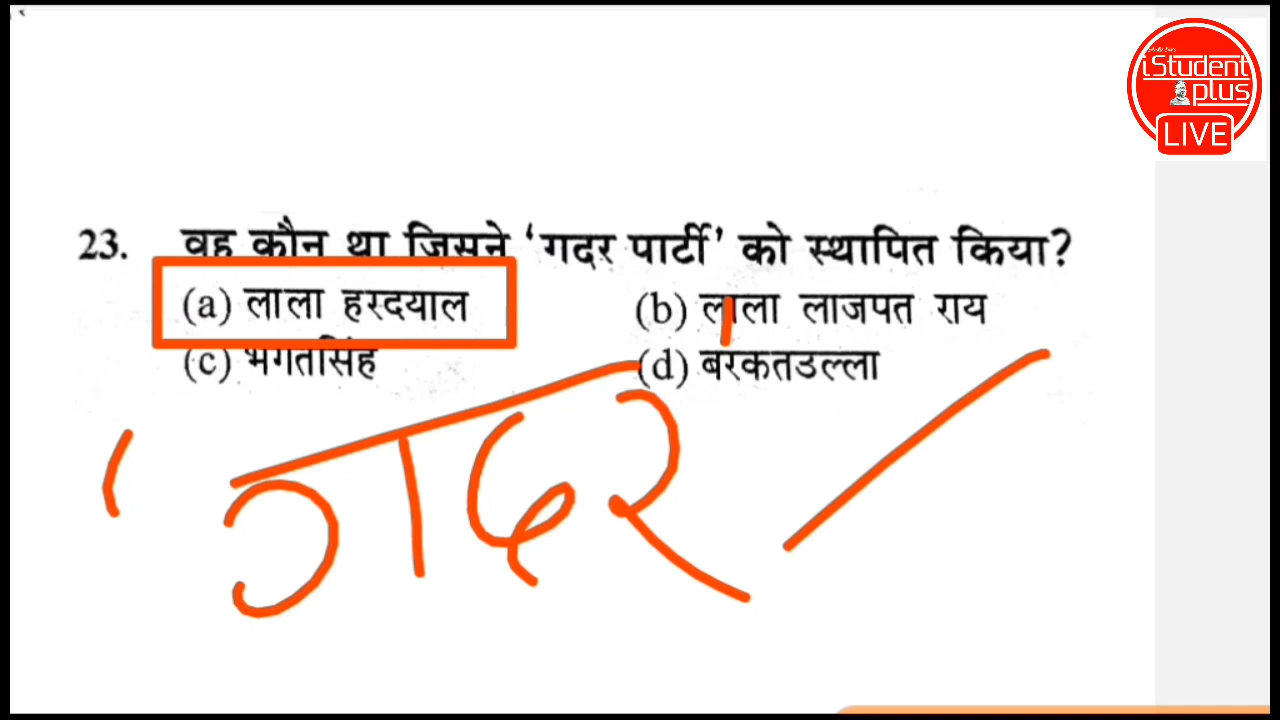 iStudent
plus
LIVE
23. वह कौन था जिसने ‘गदर पार्टी’ को स्थापित किया?
(a) लाला हरदयाल (b) लाला लाजपत राय
(c) भगतसिंह (d) बरकतउल्ला
गदर